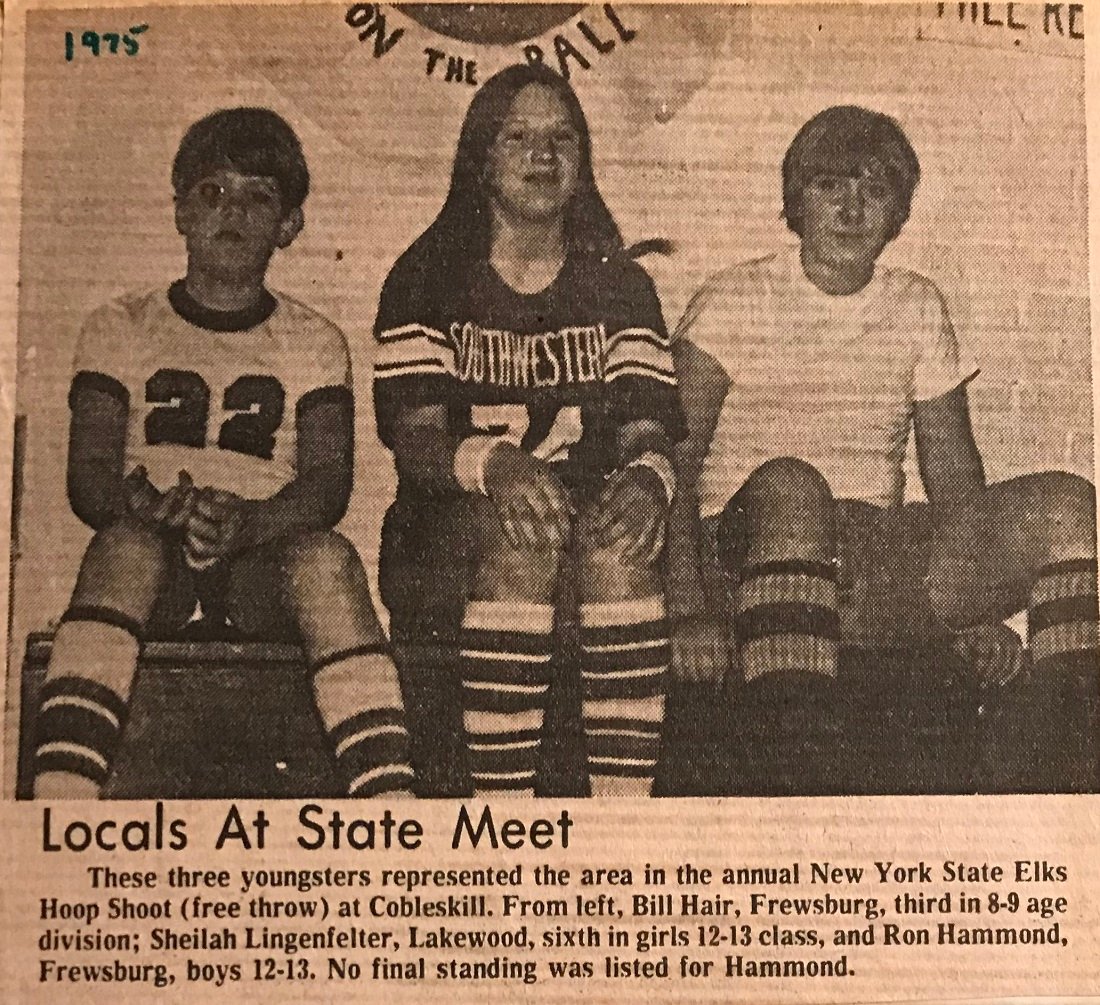 1975
ON THE BALL
SOUTHWESTERN
22
Locals At State Meet
These three youngsters represented the area in the annual New York State Elks
Hoop Shoot (free throw) at Cobleskill. From left, Bill Hair, Frewsburg, third in 8-9 age
division; Sheilah Lingenfelter, Lakewood, sixth in girls 12-13 class, and Ron Hammond,
Frewsburg, boys 12-13. No final standing was listed for Hammond.